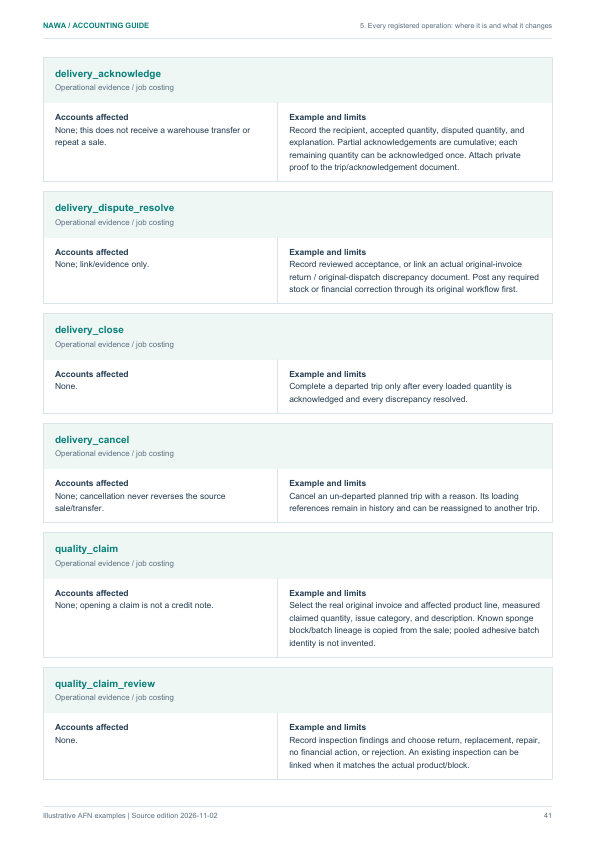 NAWA / ACCOUNTING GUIDE
5. Every registered operation: where it is and what it changes
delivery_acknowledge
Operational evidence / job costing
Accounts affected
None; this does not receive a warehouse transfer or
repeat a sale.
Example and limits
Record the recipient, accepted quantity, disputed quantity, and
explanation. Partial acknowledgements are cumulative; each
remaining quantity can be acknowledged once. Attach private
proof to the trip/acknowledgement document.
delivery_dispute_resolve
Operational evidence / job costing
Accounts affected
None; link/evidence only.
Example and limits
Record reviewed acceptance, or link an actual original-invoice
return / original-dispatch discrepancy document. Post any required
stock or financial correction through its original workflow first.
delivery_close
Operational evidence / job costing
Accounts affected
None.
Example and limits
Complete a departed trip only after every loaded quantity is
acknowledged and every discrepancy resolved.
delivery_cancel
Operational evidence / job costing
Accounts affected
None; cancellation never reverses the source
sale/transfer.
Example and limits
Cancel an un-departed planned trip with a reason. Its loading
references remain in history and can be reassigned to another trip.
quality_claim
Operational evidence / job costing
Accounts affected
None; opening a claim is not a credit note.
Example and limits
Select the real original invoice and affected product line, measured
claimed quantity, issue category, and description. Known sponge
block/batch lineage is copied from the sale; pooled adhesive batch
identity is not invented.
quality_claim_review
Operational evidence / job costing
Accounts affected
None.
Example and limits
Record inspection findings and choose return, replacement, repair,
no financial action, or rejection. An existing inspection can be
linked when it matches the actual product/block.
Illustrative AFN examples | Source edition 2026-11-02
41